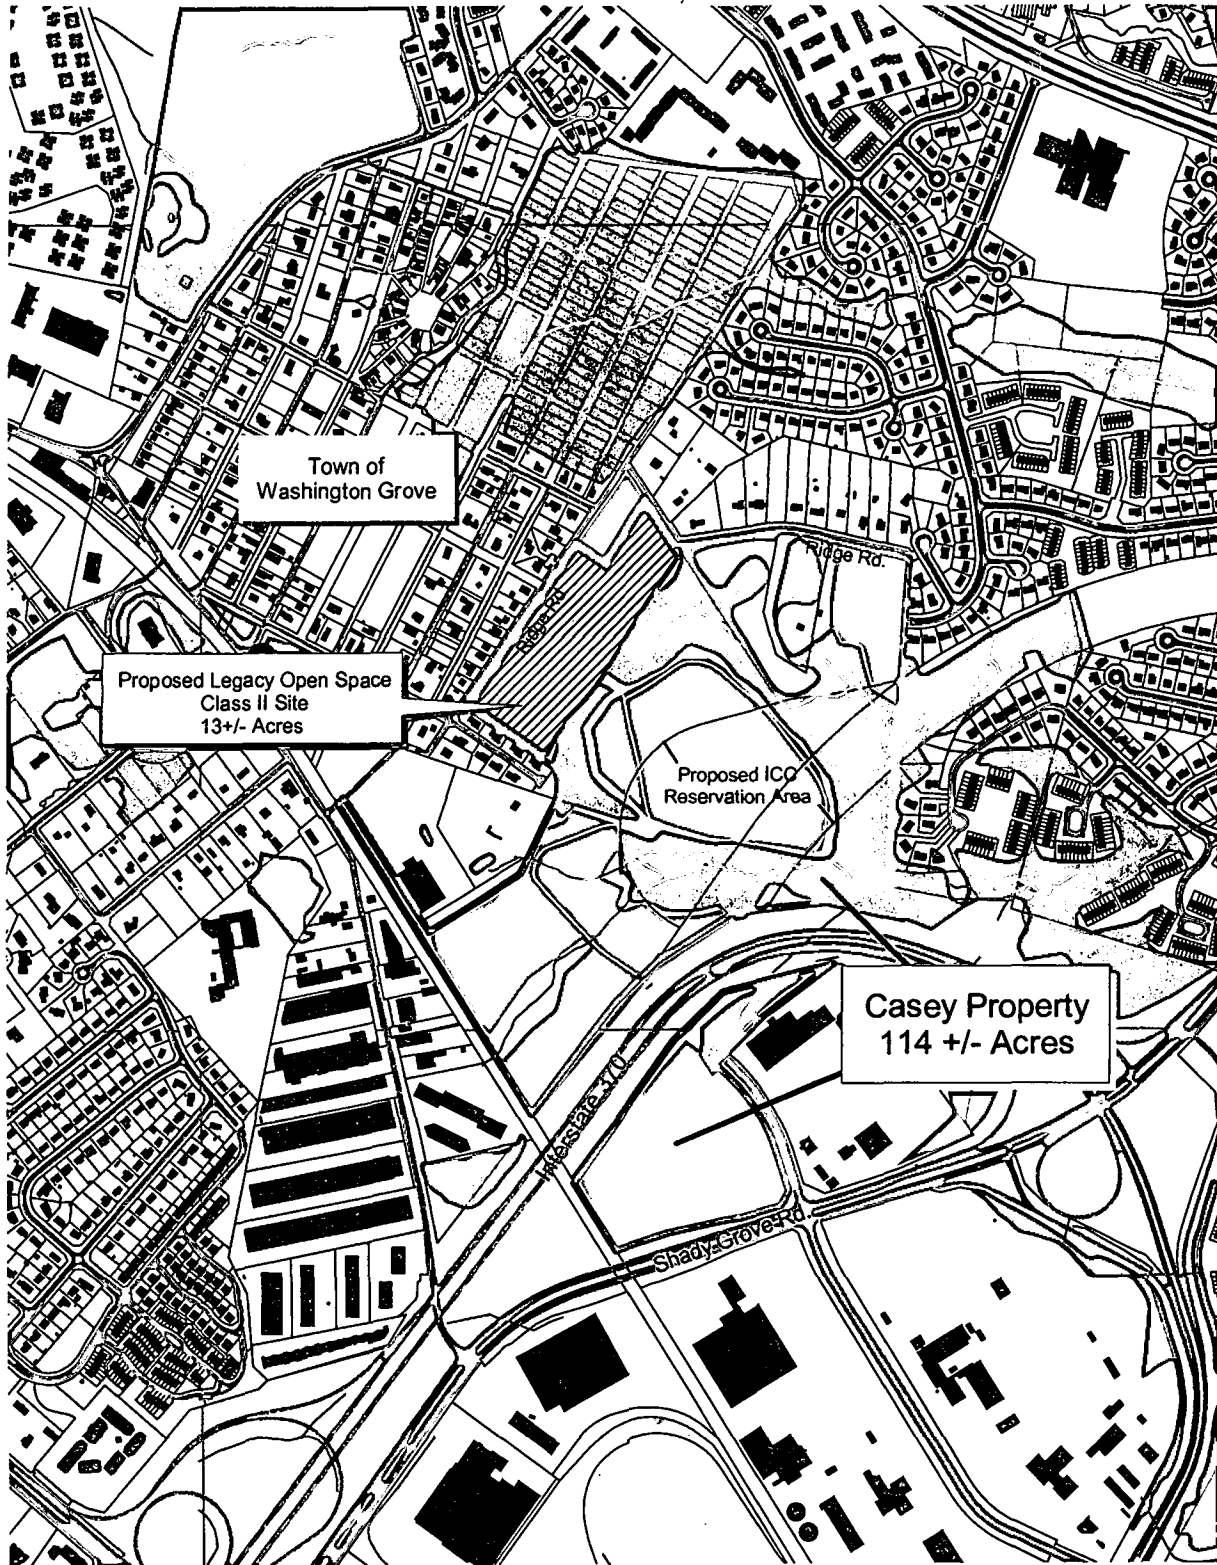 Town of
Washington Grove
Ridge Rd.
Ridge Rd
Proposed Legacy Open Space
Class II Site
13+/- Acres
Proposed ICC
Reservation Area
Casey Property
114 +/- Acres
Interstate 370
Shady Grove Rd.